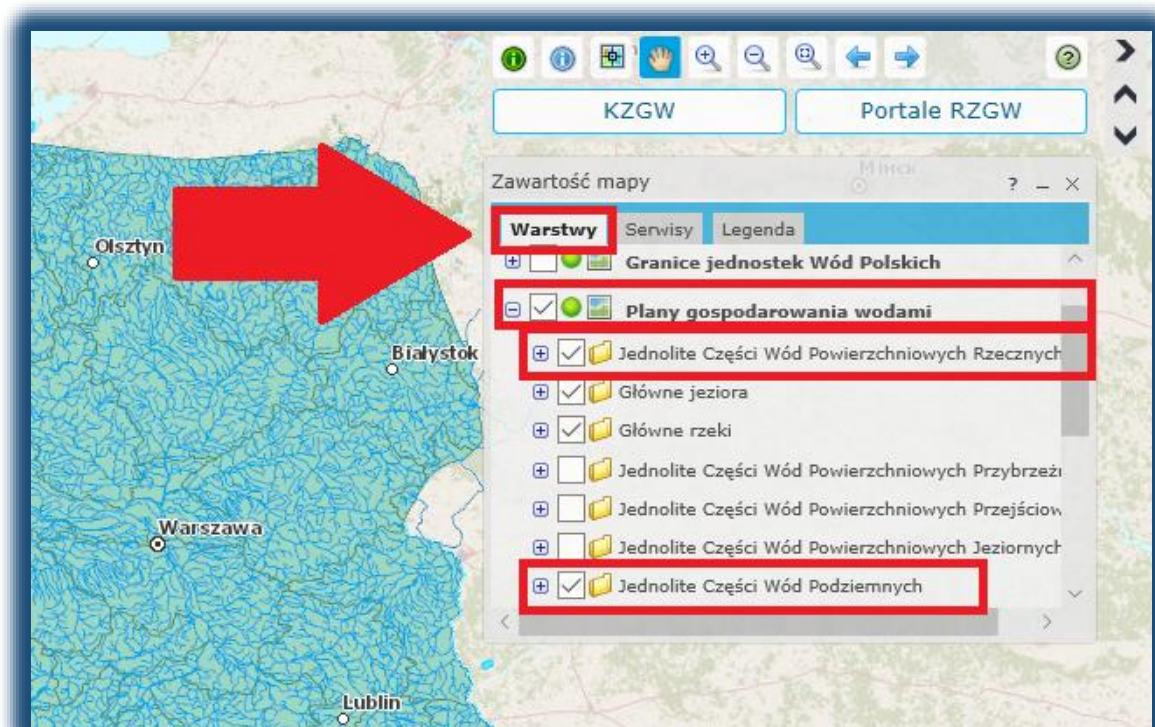 KZGW
Portale RZGW
Минск
Zawartość mapy
Warstwy Serwisy Legenda
Granice jednostek Wód Polskich
Plany gospodarowania wodami
Jednolite Części Wód Powierzchniowych Rzecznych
Główne jeziora
Główne rzeki
Jednolite Części Wód Powierzchniowych
Jednolite Części Wód Powierzchniowych Przejściow
Jednolite Części Wód Powierzchniowych Jeziornych
Jednolite Części Wód Podziemnych
Olsztyn
Białystok
Warszawa
Lublin